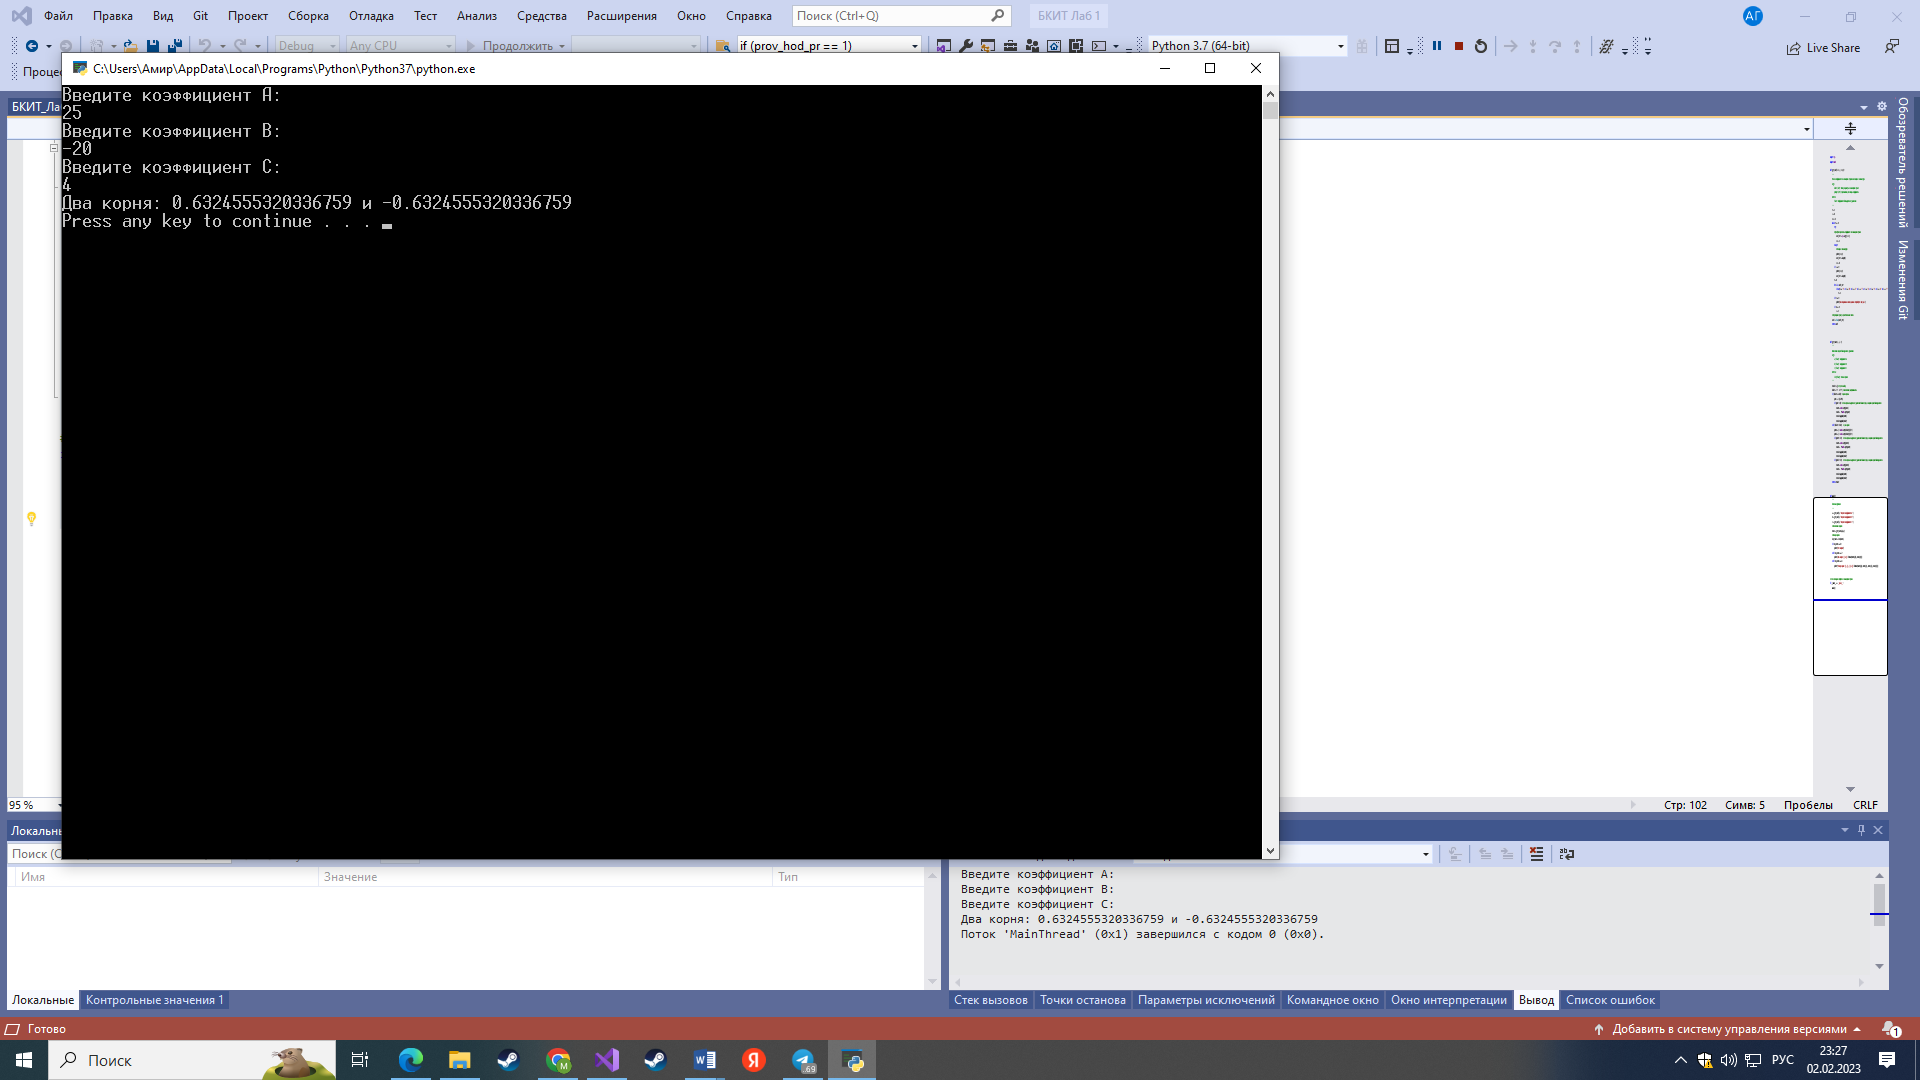 Файл Правка Вид Git Проект Сборка Отладка Тест Анализ Средства Расширения Окно Справка Поиск (Ctrl+Q) БКИТ Лаб 1 АГ
Debug Any CPU Продолжить if (prov_hod_pr == 1) Python 3.7 (64-bit) Live Share
C:\Users\Амир\AppData\Local\Programs\Python\Python37\python.exe
Введите коэффициент A:
25
Введите коэффициент B:
-20
Введите коэффициент C:
4
Два корня: 0.6324555320336759 и -0.6324555320336759
Press any key to continue . . .
Обозреватель решений
Изменения Git
95 % Стр: 102 Симв: 5 Пробелы CRLF
Имя Значение Тип
Введите коэффициент A:
Введите коэффициент B:
Введите коэффициент C:
Два корня: 0.6324555320336759 и -0.6324555320336759
Поток 'MainThread' (0x1) завершился с кодом 0 (0x0).
Локальные Контрольные значения 1 Стек вызовов Точки останова Параметры исключений Командное окно Окно интерпретации Вывод Список ошибок
Готово Добавить в систему управления версиями 1
Поиск РУС 23:27
02.02.2023